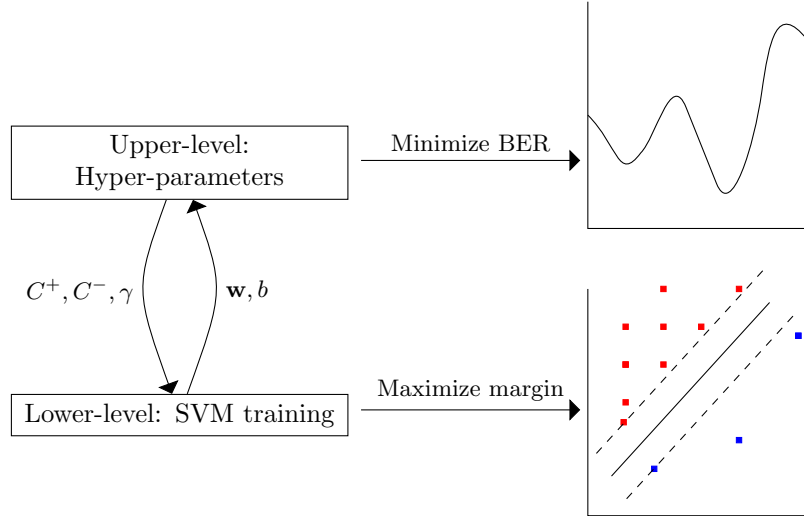 Upper-level:
Hyper-parameters
Minimize BER
C⁺, C⁻, γ
w, b
Lower-level: SVM training
Maximize margin